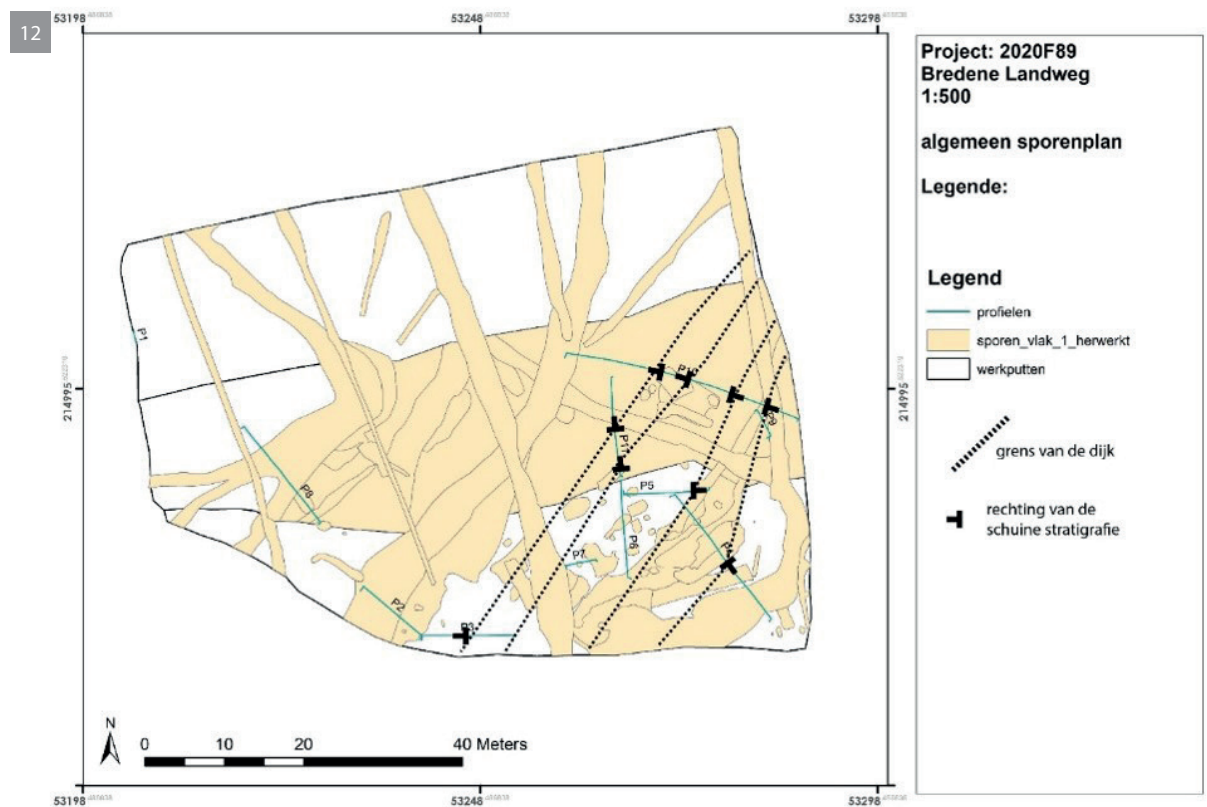 12
53198
53248
53298
Project: 2020F89
Bredene Landweg
1:500
algemeen sporenplan
Legende:
Legend
profielen
sporen_vlak_1_herwerkt
werkputten
grens van de dijk
rechting van de
schuine stratigrafie
214995
214995
P1
P8
P2
P3
P7
P6
P5
P11
P9
N
0
10
20
40 Meters
53198
53248
53298